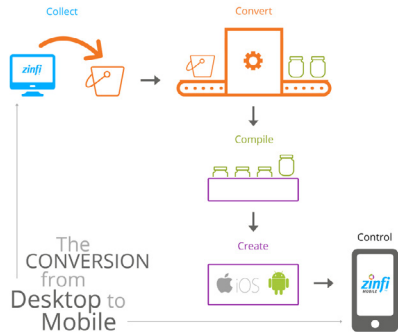 Collect
Convert
zinfi
Compile
Create
Control
iOS
zinfi
MOBILE
The
CONVERSION
from
Desktop to
Mobile